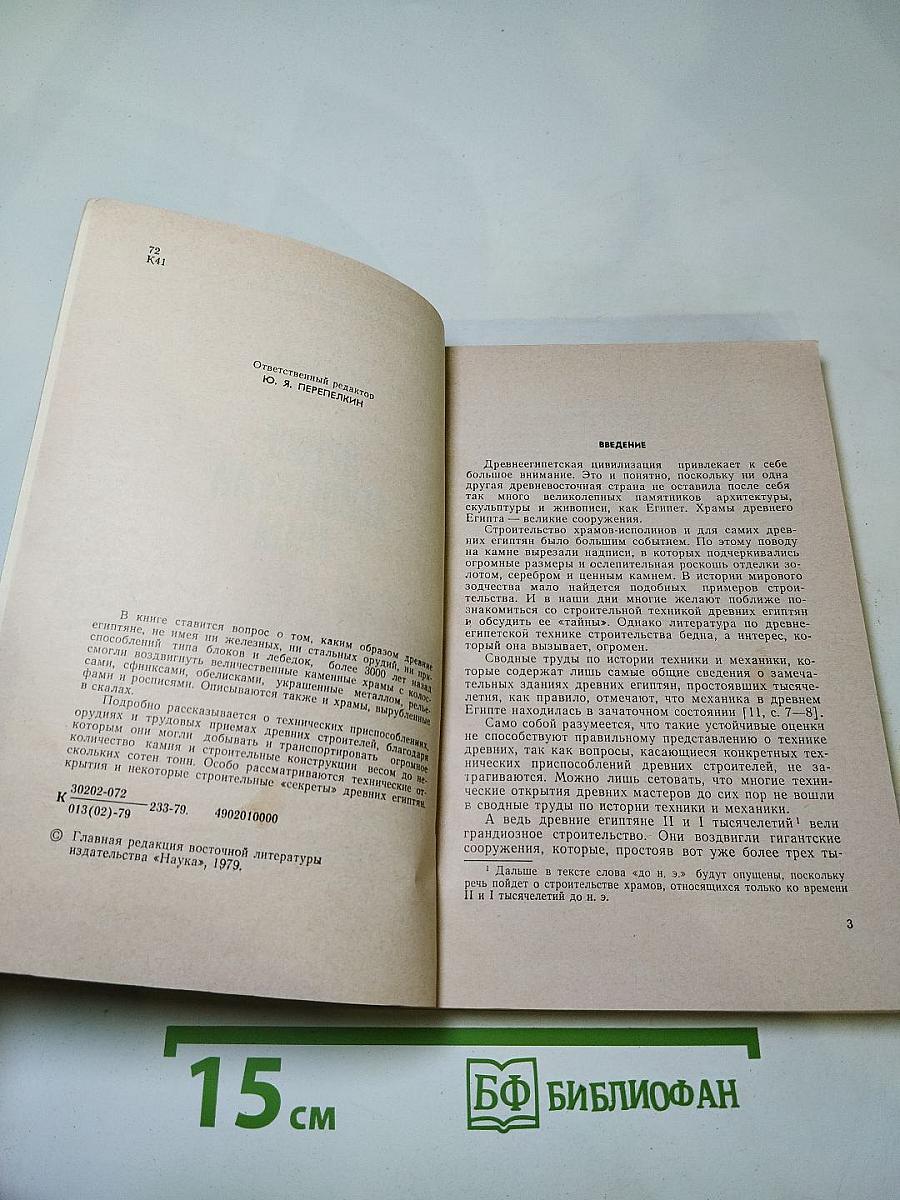 72
К41
Ответственный редактор
Ю. Я. ПЕРЕПЕЛКИН
В книге ставится вопрос о том, каким образом древние
египтяне, не имея ни железных, ни стальных орудий, ни при-
способлений типа блоков и лебедок, более 3000 лет назад
смогли воздвигнуть величественные каменные храмы с колос-
сами, сфинксами, обелисками, украшенные металлом, релье-
фами и росписями. Описываются также и храмы, вырубленные
в скалах.
Подробно рассказывается о технических приспособлениях,
орудиях и трудовых приемах древних строителей, благодаря
которым они могли добывать и транспортировать огромное
количество камня и строительные конструкции весом до не-
скольких сотен тонн. Особо рассматриваются технические от-
крытия и некоторые строительные «секреты» древних египтян.
К 30202-072
013(02)-79 233-79. 4902010000
© Главная редакция восточной литературы
издательства «Наука», 1979.
ВВЕДЕНИЕ
Древнеегипетская цивилизация привлекает к себе
большое внимание. Это и понятно, поскольку ни одна
другая древневосточная страна не оставила после себя
так много великолепных памятников архитектуры,
скульптуры и живописи, как Египет. Храмы древнего
Египта — великие сооружения.
Строительство храмов-исполинов и для самих древ-
них египтян было большим событием. По этому поводу
на камне вырезали надписи, в которых подчеркивались
огромные размеры и ослепительная роскошь отделки зо-
лотом, серебром и ценным камнем. В истории мирового
зодчества мало найдется подобных примеров строи-
тельства. И в наши дни многие желают поближе по-
знакомиться со строительной техникой древних египтян
и обсудить ее «тайны». Однако литература по древне-
египетской технике строительства бедна, а интерес, ко-
торый она вызывает, огромен.
Сводные труды по истории техники и механики, ко-
торые содержат лишь самые общие сведения о замеча-
тельных зданиях древних египтян, простоявших тысяче-
летия, как правило, отмечают, что механика в древнем
Египте находилась в зачаточном состоянии [11, с. 7—8].
Само собой разумеется, что такие устойчивые оценки
не способствуют правильному представлению о технике
древних, так как вопросы, касающиеся конкретных тех-
нических приспособлений древних строителей, не за-
трагиваются. Можно лишь сетовать, что многие техни-
ческие открытия древних мастеров до сих пор не вошли
в сводные труды по истории техники и механики.
А ведь древние египтяне II и I тысячелетий¹ вели
грандиозное строительство. Они воздвигли гигантские
сооружения, которые, простояв вот уже более трех ты-
¹ Дальше в тексте слова «до н. э.» будут опущены, поскольку
речь пойдет о строительстве храмов, относящихся только ко времени
II и I тысячелетий до н. э.
3
15 см
БФ БИБЛИОФАН